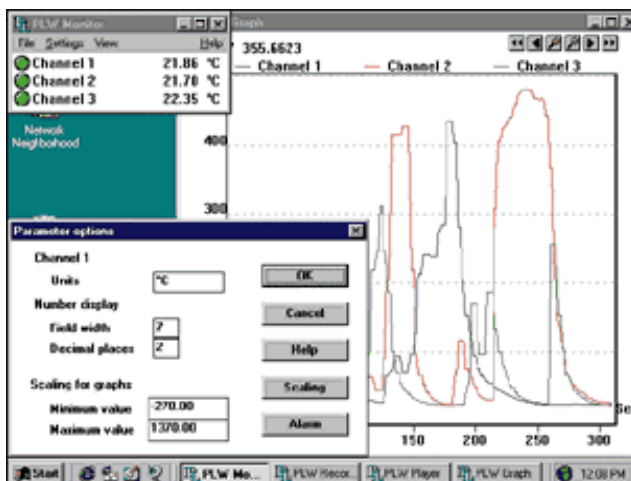 PLW Monitor
File Settings View Help
Channel 1 21.86 °C
Channel 2 21.70 °C
Channel 3 22.35 °C
Graph
355.6623
Channel 1 Channel 2 Channel 3
Network
Neighborhood
400
300
Parameter options
Channel 1
Units °C
OK
Number display
Cancel
Field width 7
Decimal places 2
Help
Scaling for graphs
Scaling
Minimum value -270.00
Maximum value 1370.00
Alarm
150 200 250 300
Se
Start PLW Mo... PLW Recor... PLW Player PLW Graph 12:08 PM